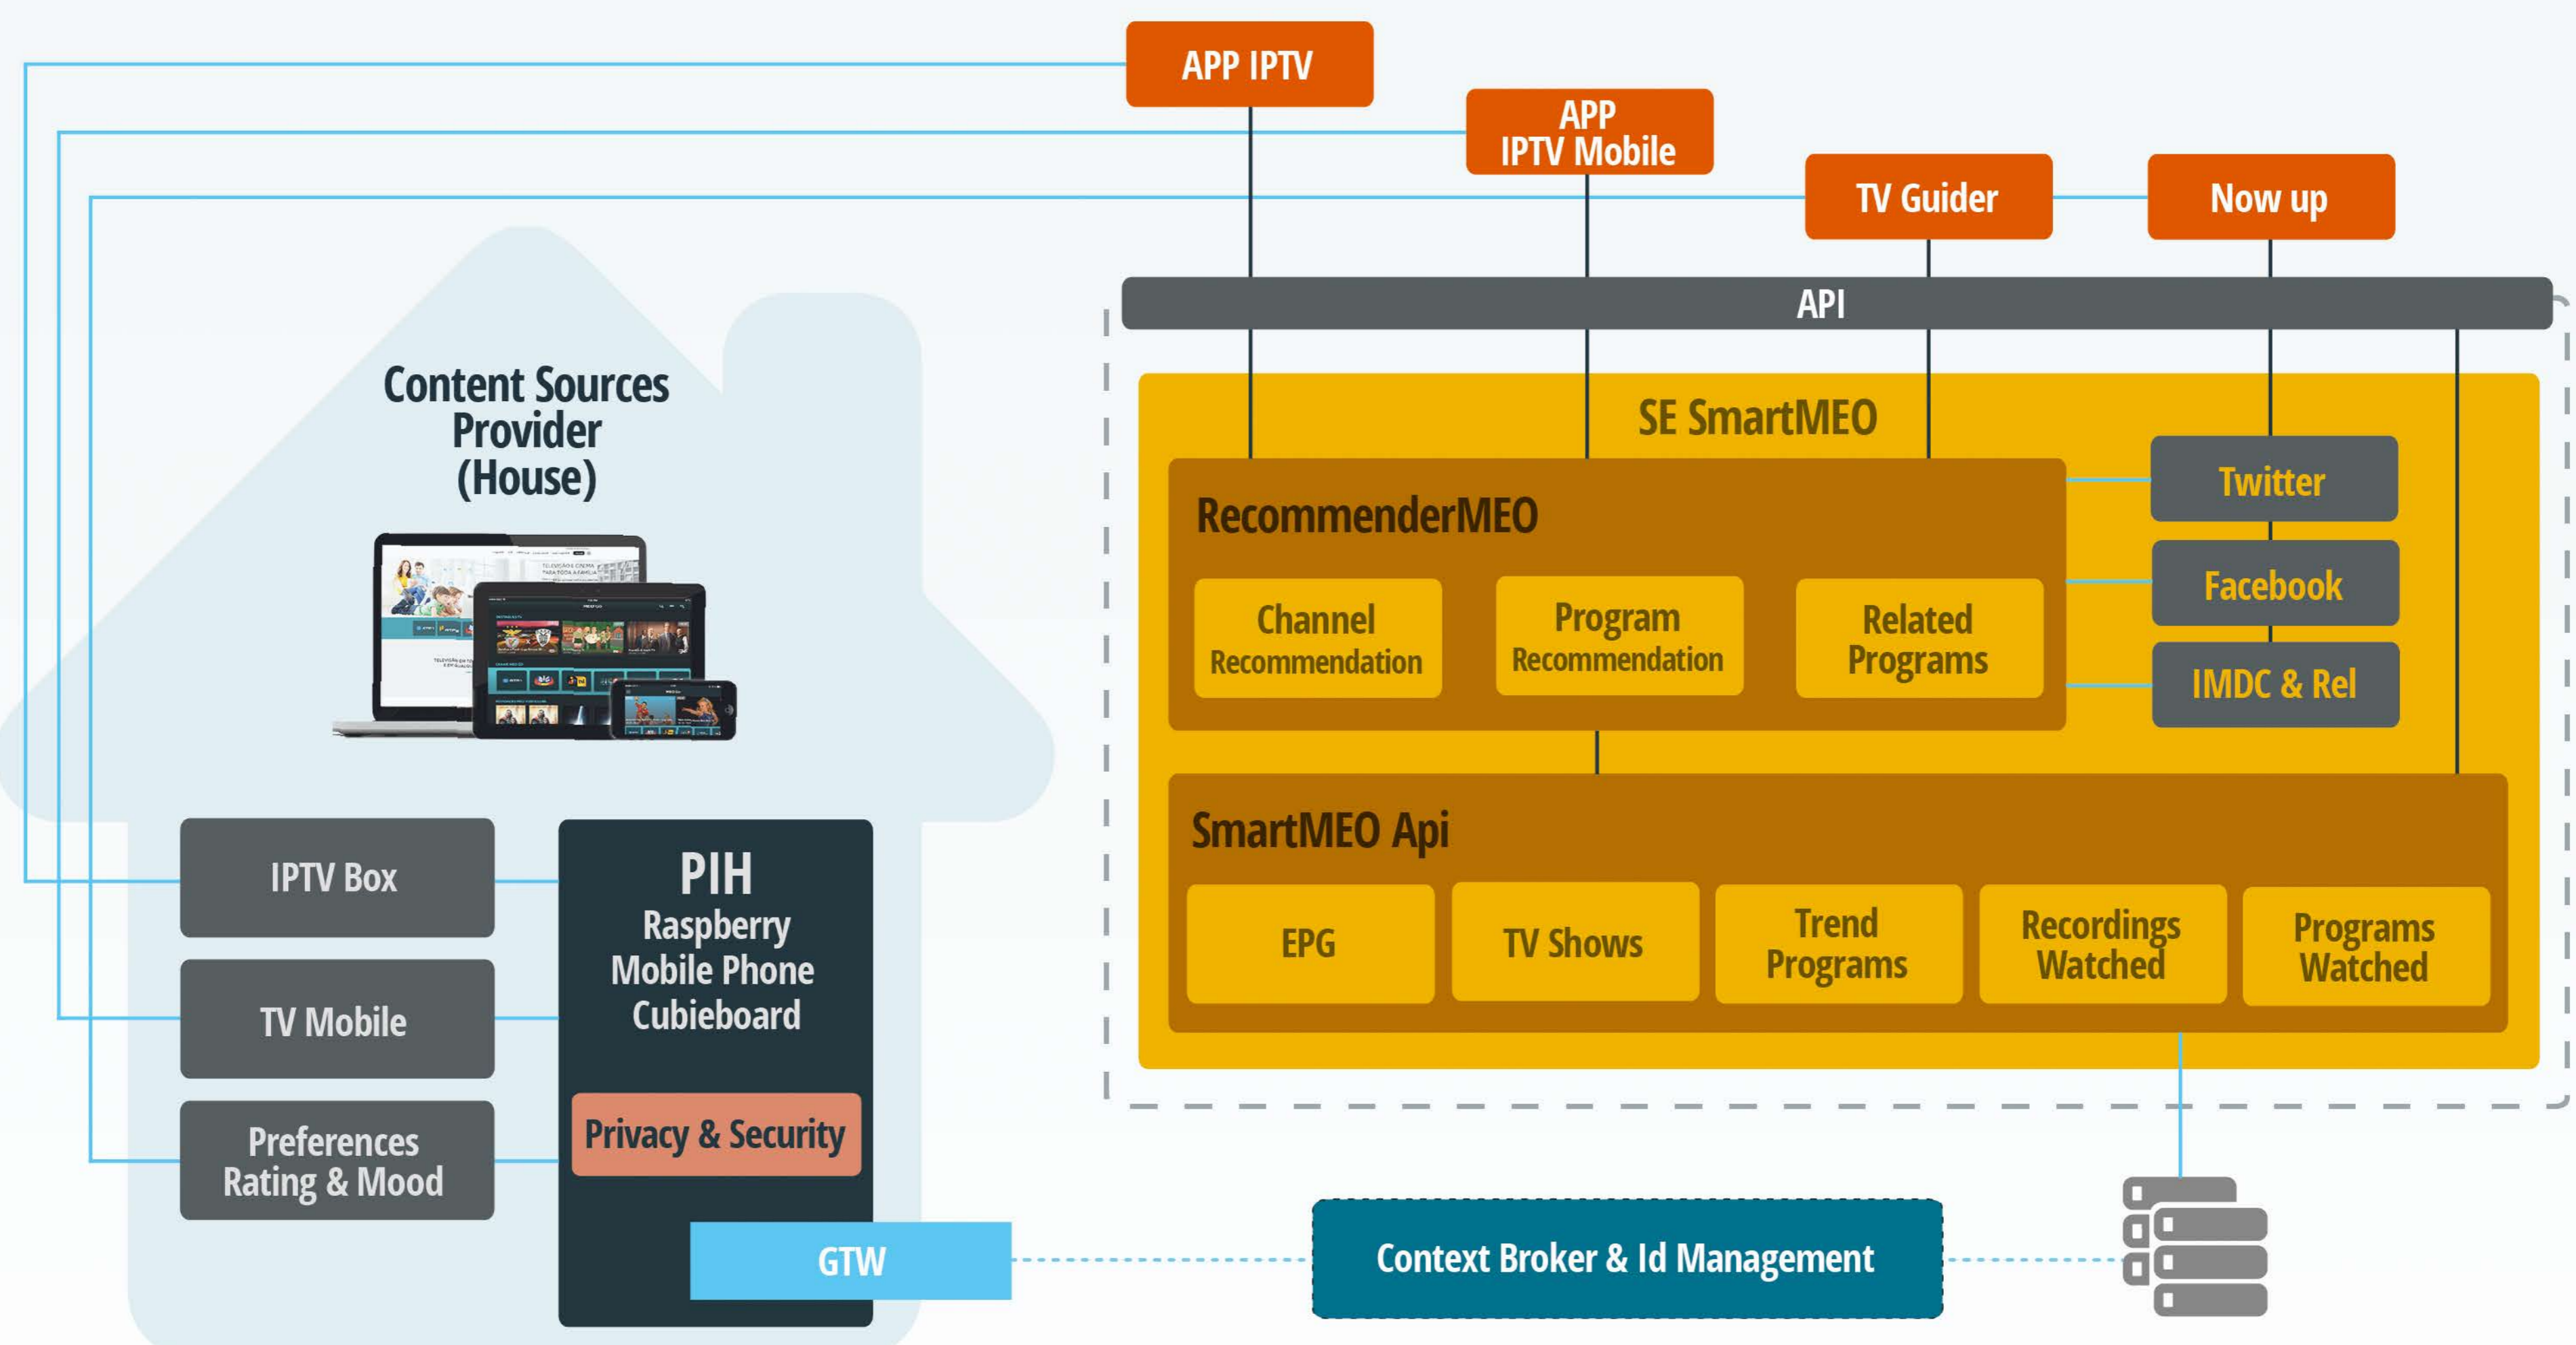 APP IPTV
APP
IPTV Mobile
TV Guider
Now up
API
Content Sources
Provider
(House)
IPTV Box
TV Mobile
Preferences
Rating & Mood
PIH
Raspberry
Mobile Phone
Cubieboard
Privacy & Security
GTW
SE SmartMEO
RecommenderMEO
Channel
Recommendation
Program
Recommendation
Related
Programs
Twitter
Facebook
IMDC & Rel
SmartMEO Api
EPG
TV Shows
Trend
Programs
Recordings
Watched
Programs
Watched
Context Broker & Id Management